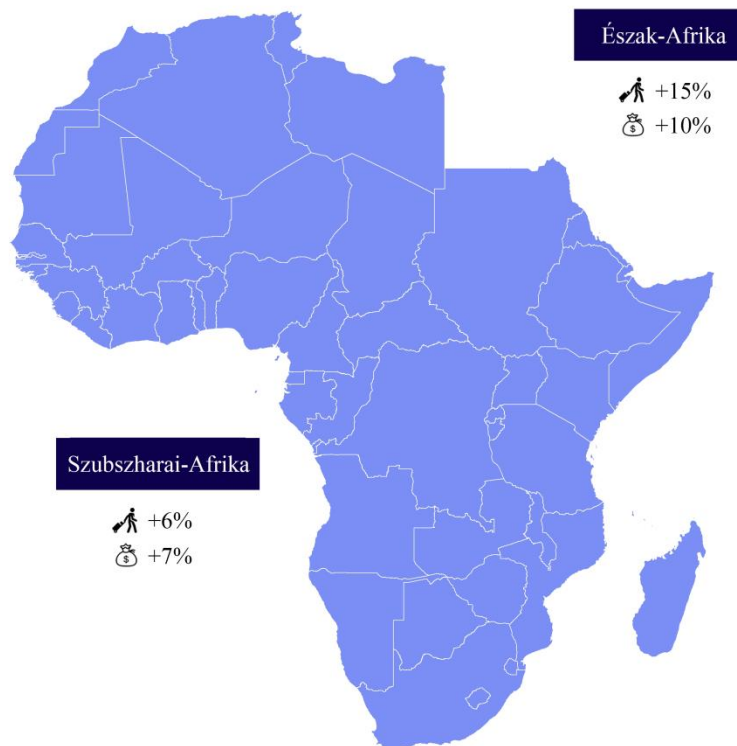 Észak-Afrika
+15%
$ +10%
Szubszharai-Afrika
+6%
$ +7%